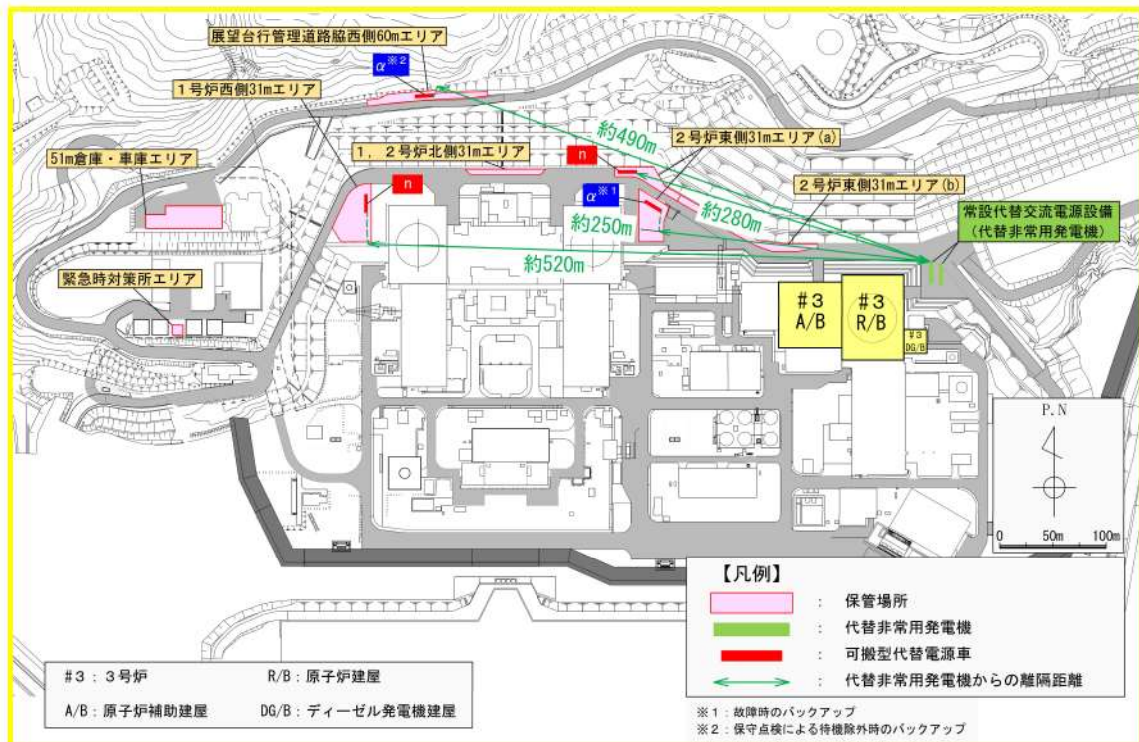 展望台行管理道路脇西側60mエリア
α※2
1号炉西側31mエリア
約490m
2号炉東側31mエリア(a)
51m倉庫・車庫エリア
1,2号炉北側31mエリア
n
n
2号炉東側31mエリア(b)
α※1
約280m
約250m
常設代替交流電源設備
(代替非常用発電機)
約520m
緊急時対策所エリア
#3
A/B
#3
R/B
#3
DG/B
P.N
0 50m 100m
【凡例】
: 保管場所
: 代替非常用発電機
: 可搬型代替電源車
: 代替非常用発電機からの離隔距離
#3:3号炉 R/B:原子炉建屋
A/B:原子炉補助建屋 DG/B:ディーゼル発電機建屋
※1:故障時のバックアップ
※2:保守点検による待機除外時のバックアップ